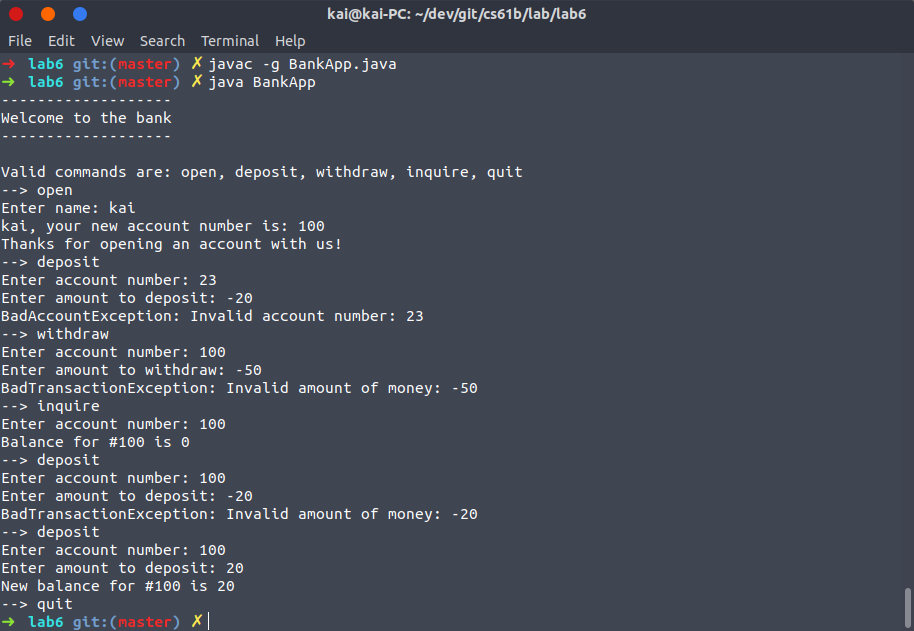 kai@kai-PC: ~/dev/git/cs61b/lab/lab6
File Edit View Search Terminal Help
➜ lab6 git:(master) ✗ javac -g BankApp.java
➜ lab6 git:(master) ✗ java BankApp
-------------------
Welcome to the bank
-------------------
Valid commands are: open, deposit, withdraw, inquire, quit
--> open
Enter name: kai
kai, your new account number is: 100
Thanks for opening an account with us!
--> deposit
Enter account number: 23
Enter amount to deposit: -20
BadAccountException: Invalid account number: 23
--> withdraw
Enter account number: 100
Enter amount to withdraw: -50
BadTransactionException: Invalid amount of money: -50
--> inquire
Enter account number: 100
Balance for #100 is 0
--> deposit
Enter account number: 100
Enter amount to deposit: -20
BadTransactionException: Invalid amount of money: -20
--> deposit
Enter account number: 100
Enter amount to deposit: 20
New balance for #100 is 20
--> quit
➜ lab6 git:(master) ✗